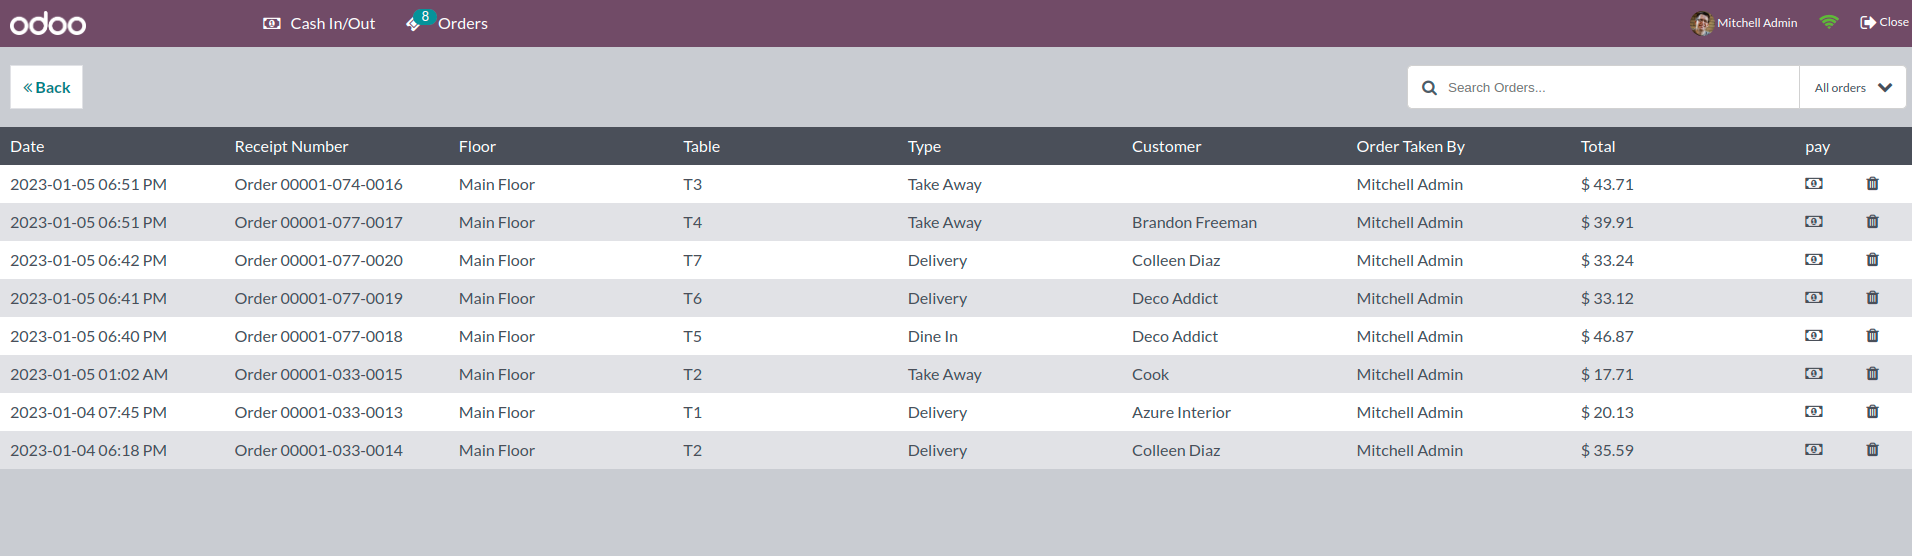 odoo Cash In/Out 8 Orders Mitchell Admin Close
« Back Search Orders... All orders
Date Receipt Number Floor Table Type Customer Order Taken By Total pay
2023-01-05 06:51 PM Order 00001-074-0016 Main Floor T3 Take Away Mitchell Admin $ 43.71
2023-01-05 06:51 PM Order 00001-077-0017 Main Floor T4 Take Away Brandon Freeman Mitchell Admin $ 39.91
2023-01-05 06:42 PM Order 00001-077-0020 Main Floor T7 Delivery Colleen Diaz Mitchell Admin $ 33.24
2023-01-05 06:41 PM Order 00001-077-0019 Main Floor T6 Delivery Deco Addict Mitchell Admin $ 33.12
2023-01-05 06:40 PM Order 00001-077-0018 Main Floor T5 Dine In Deco Addict Mitchell Admin $ 46.87
2023-01-05 01:02 AM Order 00001-033-0015 Main Floor T2 Take Away Cook Mitchell Admin $ 17.71
2023-01-04 07:45 PM Order 00001-033-0013 Main Floor T1 Delivery Azure Interior Mitchell Admin $ 20.13
2023-01-04 06:18 PM Order 00001-033-0014 Main Floor T2 Delivery Colleen Diaz Mitchell Admin $ 35.59